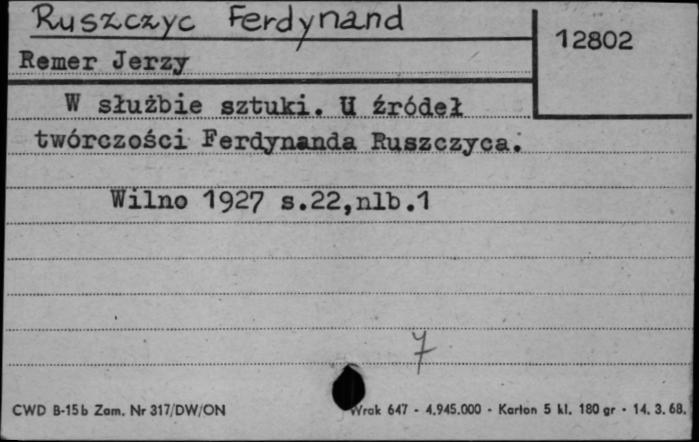 Ruszczyc Ferdynand
12802
Remer Jerzy
W służbie sztuki. U źródeł
twórczości Ferdynanda Ruszczyca.
Wilno 1927 s.22,nlb.1
7
CWD B-15b Zam. Nr 317/DW/ON
Wrak 647 - 4.945.000 - Karton 5 kl. 180 gr - 14. 3. 68.